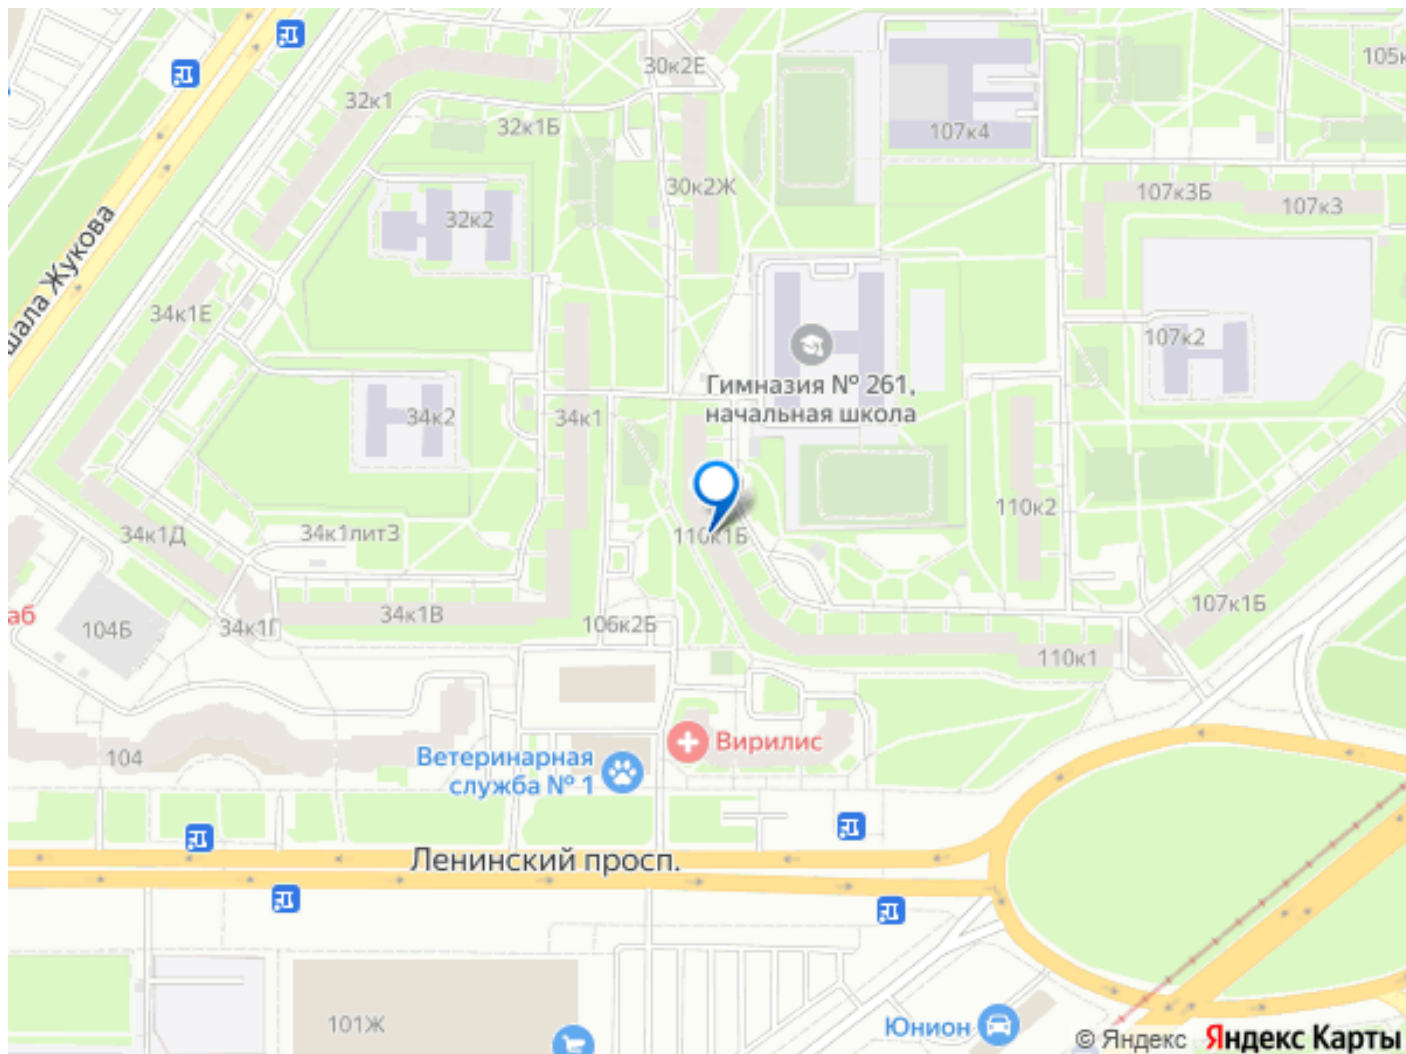 30к2Е
105к
32к1
32к1Б
107к4
30к2Ж
107к3Б
107к3
32к2
шала Жукова
34к1Е
107к2
Гимназия № 261,
начальная школа
34к2
34к1
110к2
34к1Д
34к1лит3
110к1Б
107к1Б
аб
104Б
34к1Г
34к1В
106к2Б
110к1
104
Вирилис
Ветеринарная
служба № 1
Ленинский просп.
101Ж
Юнион
© Яндекс Яндекс Карты